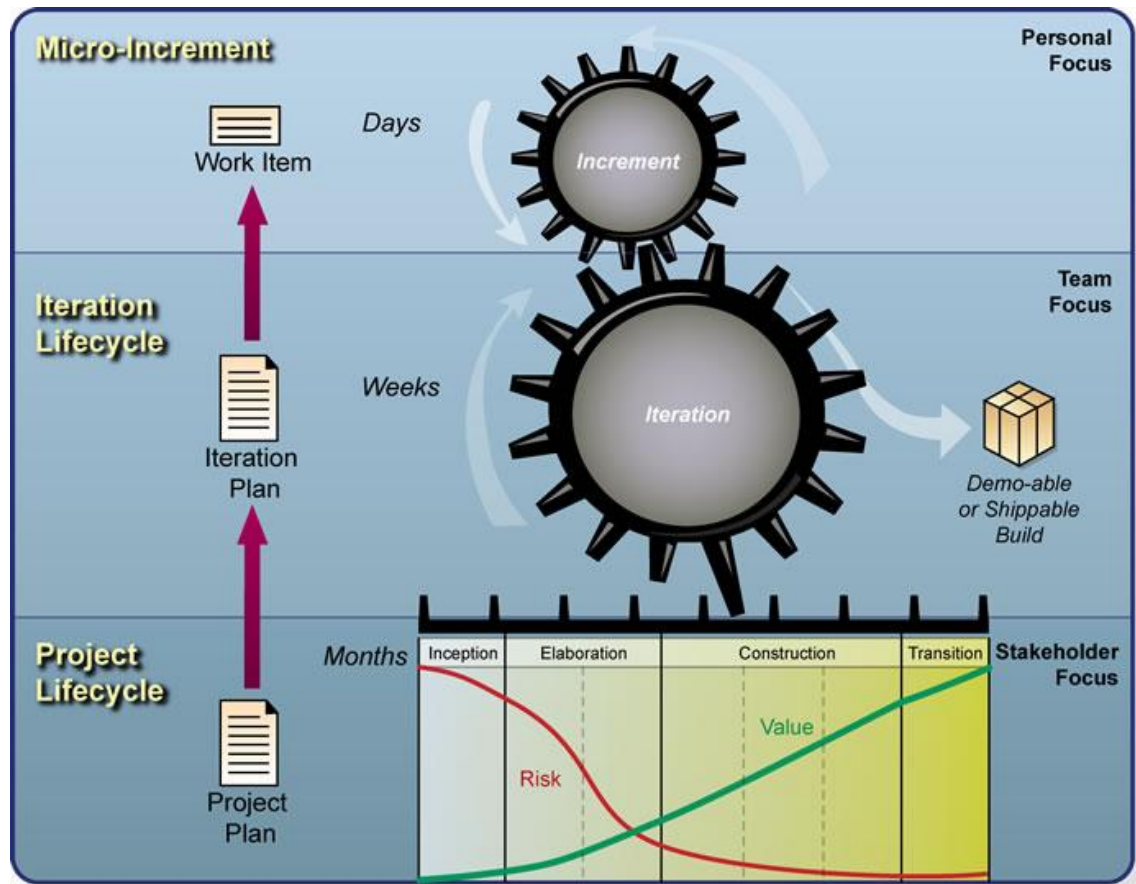 Micro-Increment
Personal
Focus
Days
Work Item
Increment
Iteration
Lifecycle
Team
Focus
Weeks
Iteration
Plan
Iteration
Demo-able
or Shippable
Build
Project
Lifecycle
Months
Inception
Elaboration
Construction
Transition
Stakeholder
Focus
Value
Risk
Project
Plan